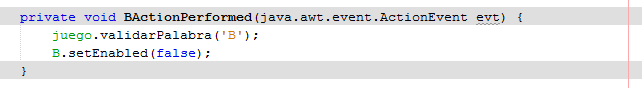 private void BActionPerformed(java.awt.event.ActionEvent evt) {
juego.validarPalabra('B');
B.setEnabled(false);
}